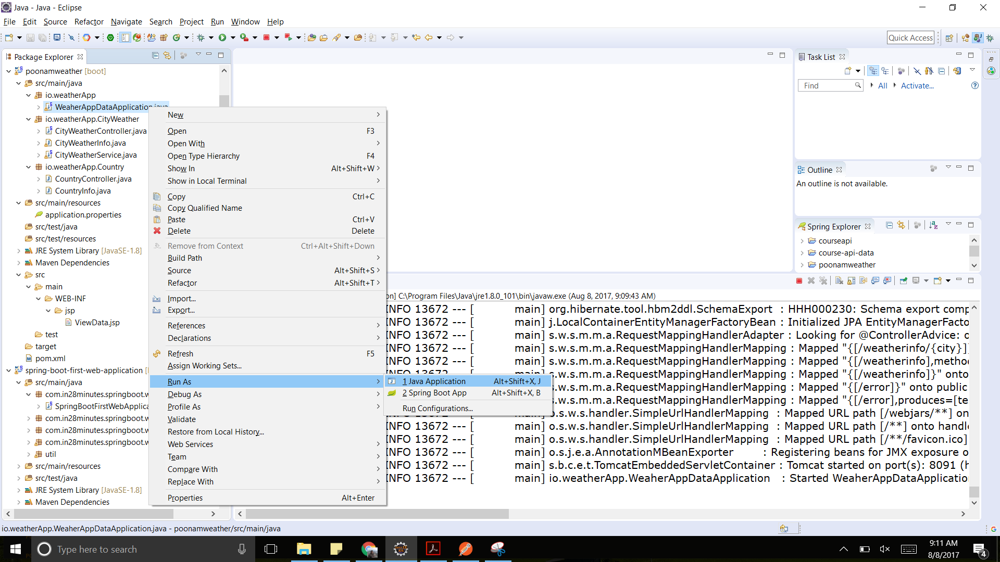 Java - Java - Eclipse
File Edit Source Refactor Navigate Search Project Run Window Help
Quick Access
Package Explorer
poonamweather [boot]
src/main/java
io.weatherApp
WeaherAppDataApplication.java
io.weatherApp.CityWeather
CityWeatherController.java
CityWeatherInfo.java
CityWeatherService.java
io.weatherApp.Country
CountryController.java
CountryInfo.java
src/main/resources
application.properties
src/test/java
src/test/resources
JRE System Library [JavaSE-1.8]
Maven Dependencies
src
main
WEB-INF
jsp
ViewData.jsp
test
target
pom.xml
spring-boot-first-web-application [
src/main/java
com.in28minutes.springboot.w
SpringBootFirstWebApplica
com.in28minutes.springboot.w
com.in28minutes.springboot.w
com.in28minutes.springboot.w
util
src/main/resources
src/test/java
JRE System Library [JavaSE-1.8]
Maven Dependencies
New
Open F3
Open With
Open Type Hierarchy F4
Show In Alt+Shift+W
Show in Local Terminal
Copy Ctrl+C
Copy Qualified Name
Paste Ctrl+V
Delete Delete
Remove from Context Ctrl+Alt+Shift+Down
Build Path
Source Alt+Shift+S
Refactor Alt+Shift+T
Import...
Export...
References
Declarations
Refresh F5
Assign Working Sets...
Run As
Debug As
Profile As
Validate
Restore from Local History...
Web Services
Team
Compare With
Replace With
Properties Alt+Enter
1 Java Application Alt+Shift+X, J
2 Spring Boot App Alt+Shift+X, B
Run Configurations...
Task List
Find All Activate...
Outline
An outline is not available.
Spring Explorer
courseapi
course-api-data
poonamweather
on] C:\Program Files\Java\jre1.8.0_101\bin\javaw.exe (Aug 8, 2017, 9:09:43 AM)
INFO 13672 --- [ main] org.hibernate.tool.hbm2ddl.SchemaExport : HHH000230: Schema export comp
INFO 13672 --- [ main] j.LocalContainerEntityManagerFactoryBean : Initialized JPA EntityManagerFacto
INFO 13672 --- [ main] s.w.s.m.m.a.RequestMappingHandlerAdapter : Looking for @ControllerAdvice: o
INFO 13672 --- [ main] s.w.s.m.m.a.RequestMappingHandlerMapping : Mapped "{[/weatherinfo/{city}]
INFO 13672 --- [ main] s.w.s.m.m.a.RequestMappingHandlerMapping : Mapped "{[/weatherinfo],metho
INFO 13672 --- [ main] s.w.s.m.m.a.RequestMappingHandlerMapping : Mapped "{[/weatherinfo]}" onto
s.w.s.m.m.a.RequestMappingHandlerMapping : Mapped "{[/error]}" onto public
s.w.s.m.m.a.RequestMappingHandlerMapping : Mapped "{[/error],produces=[te
o.s.w.s.handler.SimpleUrlHandlerMapping : Mapped URL path [/webjars/**] on
INFO 13672 --- [ main] o.s.w.s.handler.SimpleUrlHandlerMapping : Mapped URL path [/**] onto handl
INFO 13672 --- [ main] o.s.w.s.handler.SimpleUrlHandlerMapping : Mapped URL path [/**/favicon.ico]
INFO 13672 --- [ main] o.s.j.e.a.AnnotationMBeanExporter : Registering beans for JMX exposure o
INFO 13672 --- [ main] s.b.c.e.t.TomcatEmbeddedServletContainer : Tomcat started on port(s): 8091 (h
INFO 13672 --- [ main] io.weatherApp.WeaherAppDataApplication : Started WeaherAppDataApplicatio
io.weatherApp.WeaherAppDataApplication.java - poonamweather/src/main/java
Type here to search
9:11 AM
8/8/2017
4